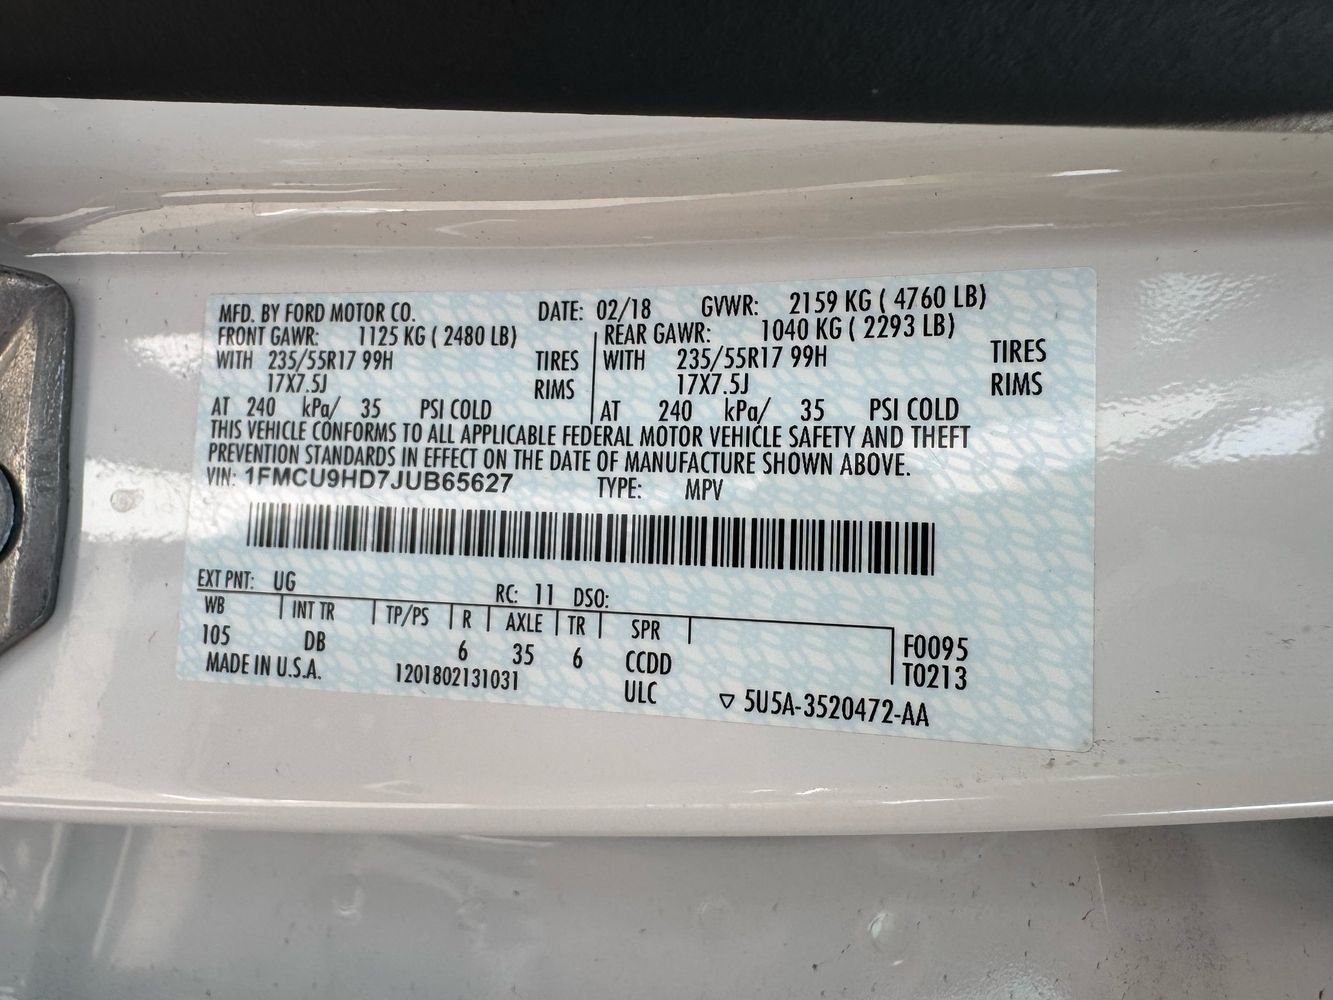 MFD. BY FORD MOTOR CO. DATE: 02/18 GVWR: 2159 KG ( 4760 LB)
FRONT GAWR: 1125 KG ( 2480 LB) REAR GAWR: 1040 KG ( 2293 LB)
WITH 235/55R17 99H TIRES WITH 235/55R17 99H TIRES
17X7.5J RIMS 17X7.5J RIMS
AT 240 kPa/ 35 PSI COLD AT 240 kPa/ 35 PSI COLD
THIS VEHICLE CONFORMS TO ALL APPLICABLE FEDERAL MOTOR VEHICLE SAFETY AND THEFT
PREVENTION STANDARDS IN EFFECT ON THE DATE OF MANUFACTURE SHOWN ABOVE.
VIN: 1FMCU9HD7JUB65627 TYPE: MPV
EXT PNT: UG RC: 11 DSO:
WB INT TR TP/PS R AXLE TR SPR
105 DB 6 35 6 CCDD F0095
MADE IN U.S.A. 1201802131031 ULC T0213
▽ 5U5A-3520472-AA